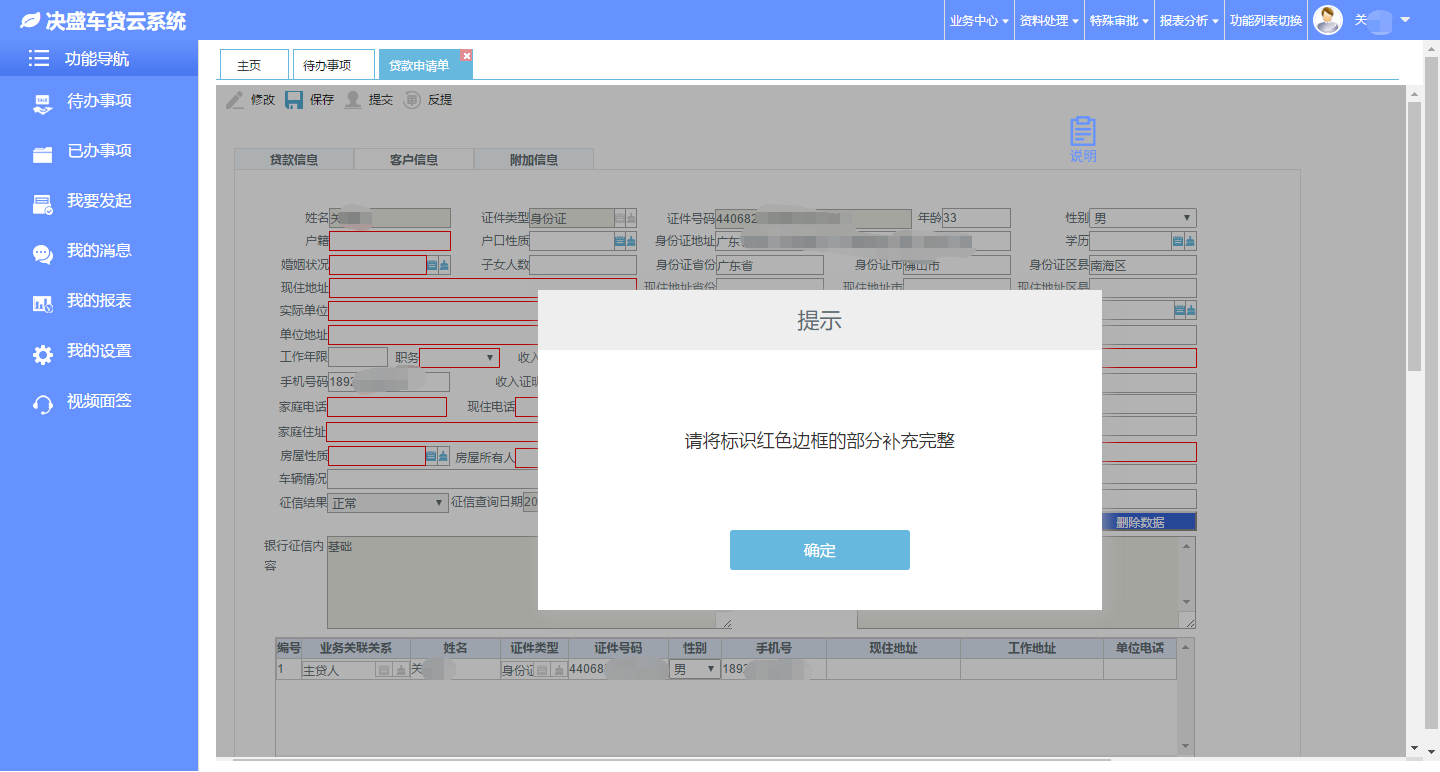 决盛车贷云系统
业务中心 资料处理 特殊审批 报表分析 功能列表切换 关
功能导航
待办事项
已办事项
我要发起
我的消息
我的报表
我的设置
视频面签
主页 待办事项 贷款申请单
修改 保存 提交 反提
说明
贷款信息 客户信息 附加信息
姓名 关 证件类型 身份证 证件号码 440682 年龄 33 性别 男
户籍 户口性质 身份证地址 广东 学历
婚姻状况 子女人数 身份证省份 广东省 身份证市 佛山市 身份证区县 南海区
现住地址 现住地址省份 现住地址市 现住地址区县
实际单位
单位地址
工作年限 职务 收入
手机号码 1892 收入证明
家庭电话 现住电话
家庭住址
房屋性质 房屋所有人
车辆情况
征信结果 正常 征信查询日期 20
删除数据
银行征信内容 基础
提示
请将标识红色边框的部分补充完整
确定
编号 业务关联关系 姓名 证件类型 证件号码 性别 手机号 现住地址 工作地址 单位电话
1 主贷人 关 身份证 44068 男 1892